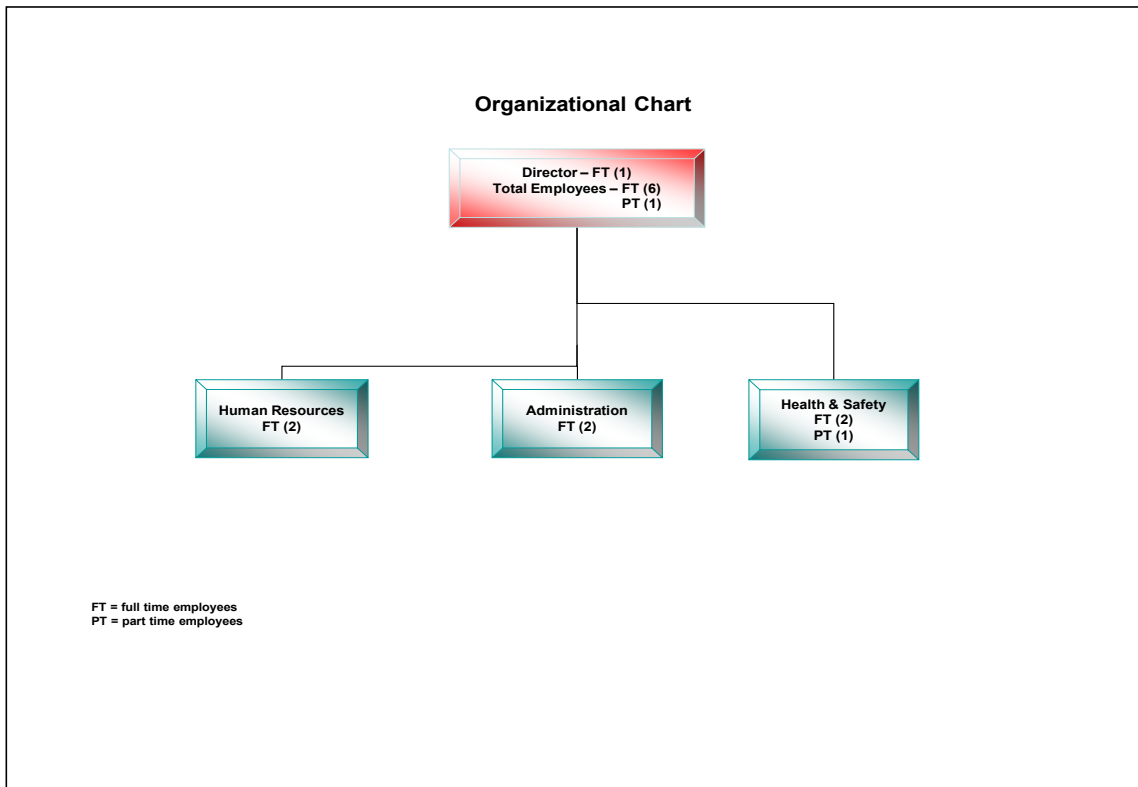 Organizational Chart
Director – FT (1)
Total Employees – FT (6)
PT (1)
Human Resources
FT (2)
Administration
FT (2)
Health & Safety
FT (2)
PT (1)
FT = full time employees
PT = part time employees